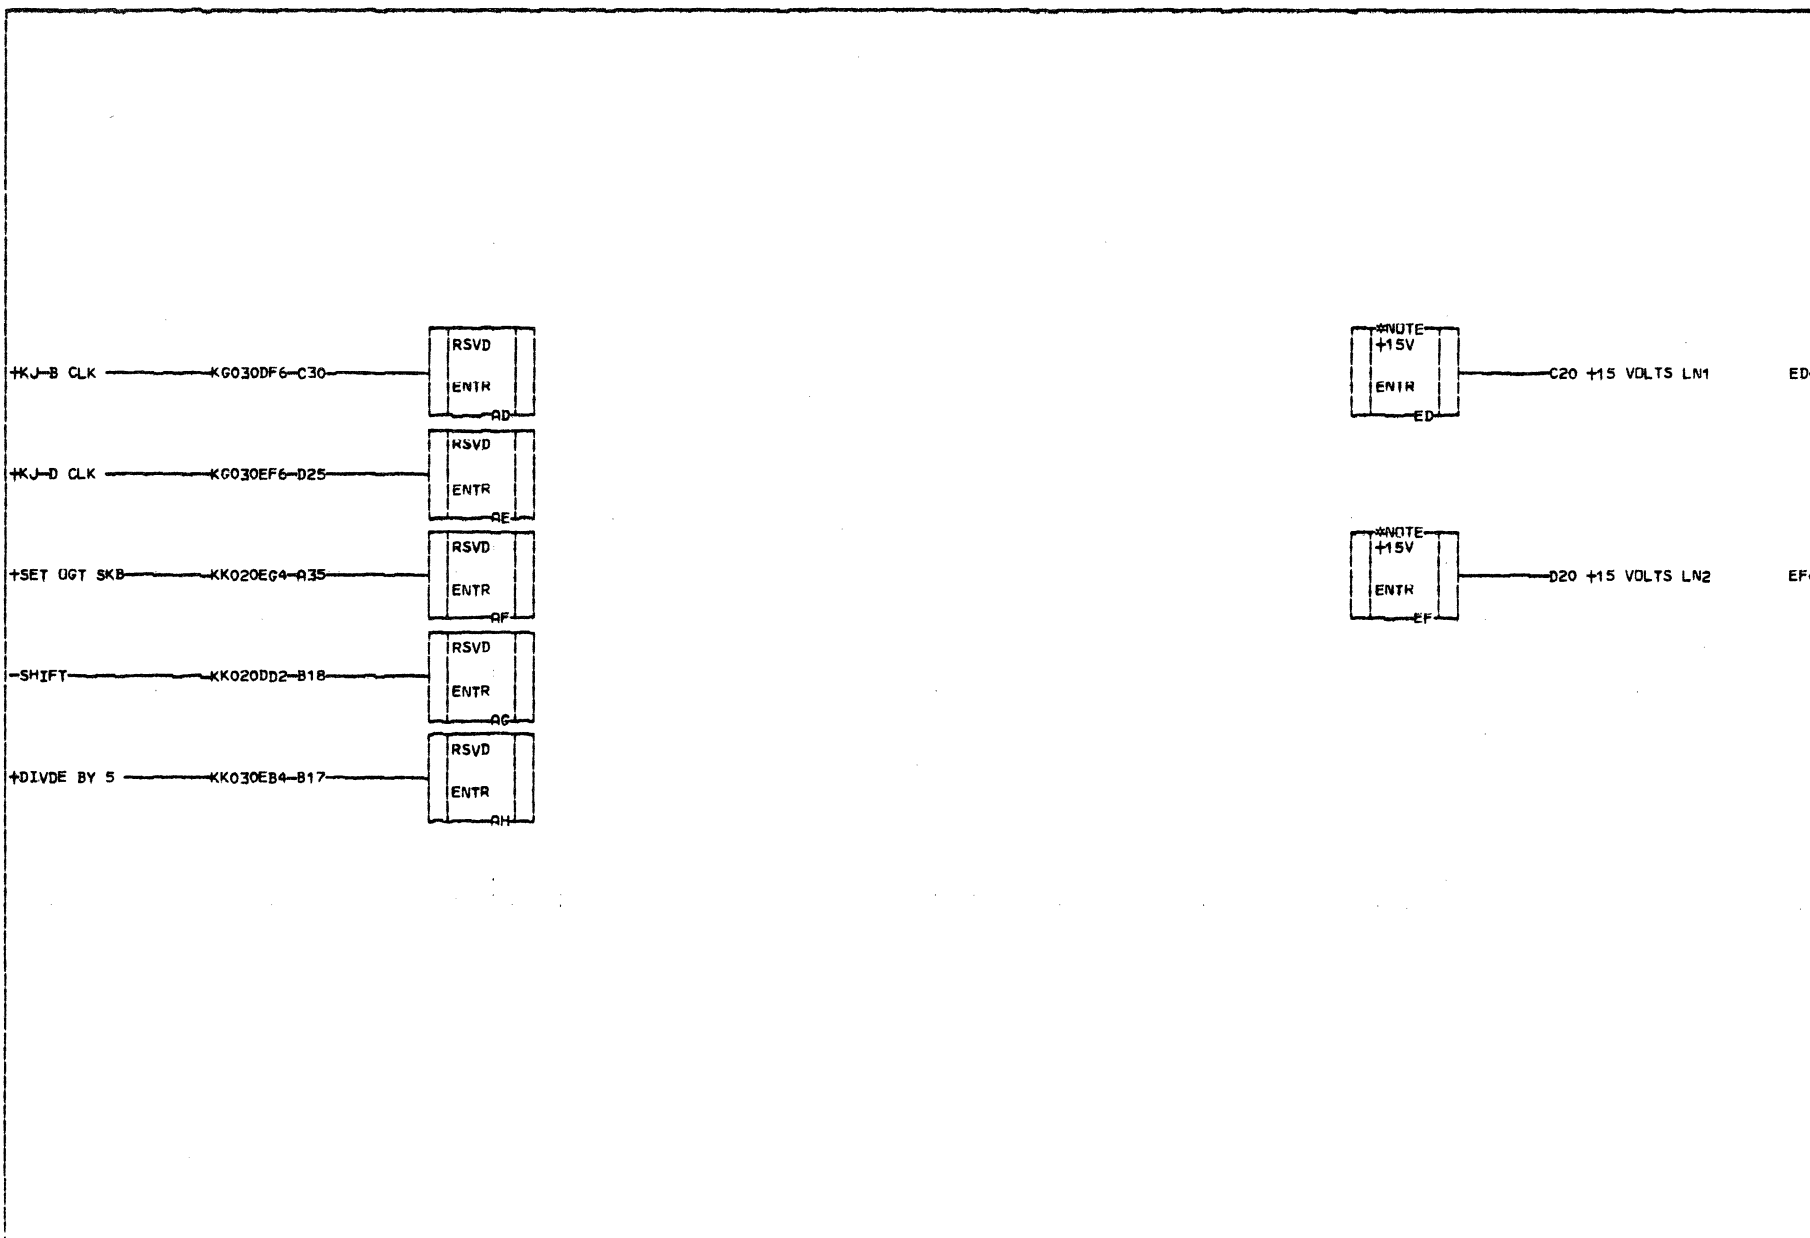 RSVD
+KJ-B CLK KG030DF6-C30
ENTR
AD
RSVD
+KJ-D CLK KG030EF6-D25
ENTR
AE
RSVD
+SET OGT SKB KK020EG4-A35
ENTR
AF
RSVD
-SHIFT KK020DD2-B18
ENTR
AG
RSVD
+DIVDE BY 5 KK030EB4-B17
ENTR
AH
*NOTE
+15V
ENTR
ED
C20 +15 VOLTS LN1 ED
*NOTE
+15V
ENTR
EF
D20 +15 VOLTS LN2 EF